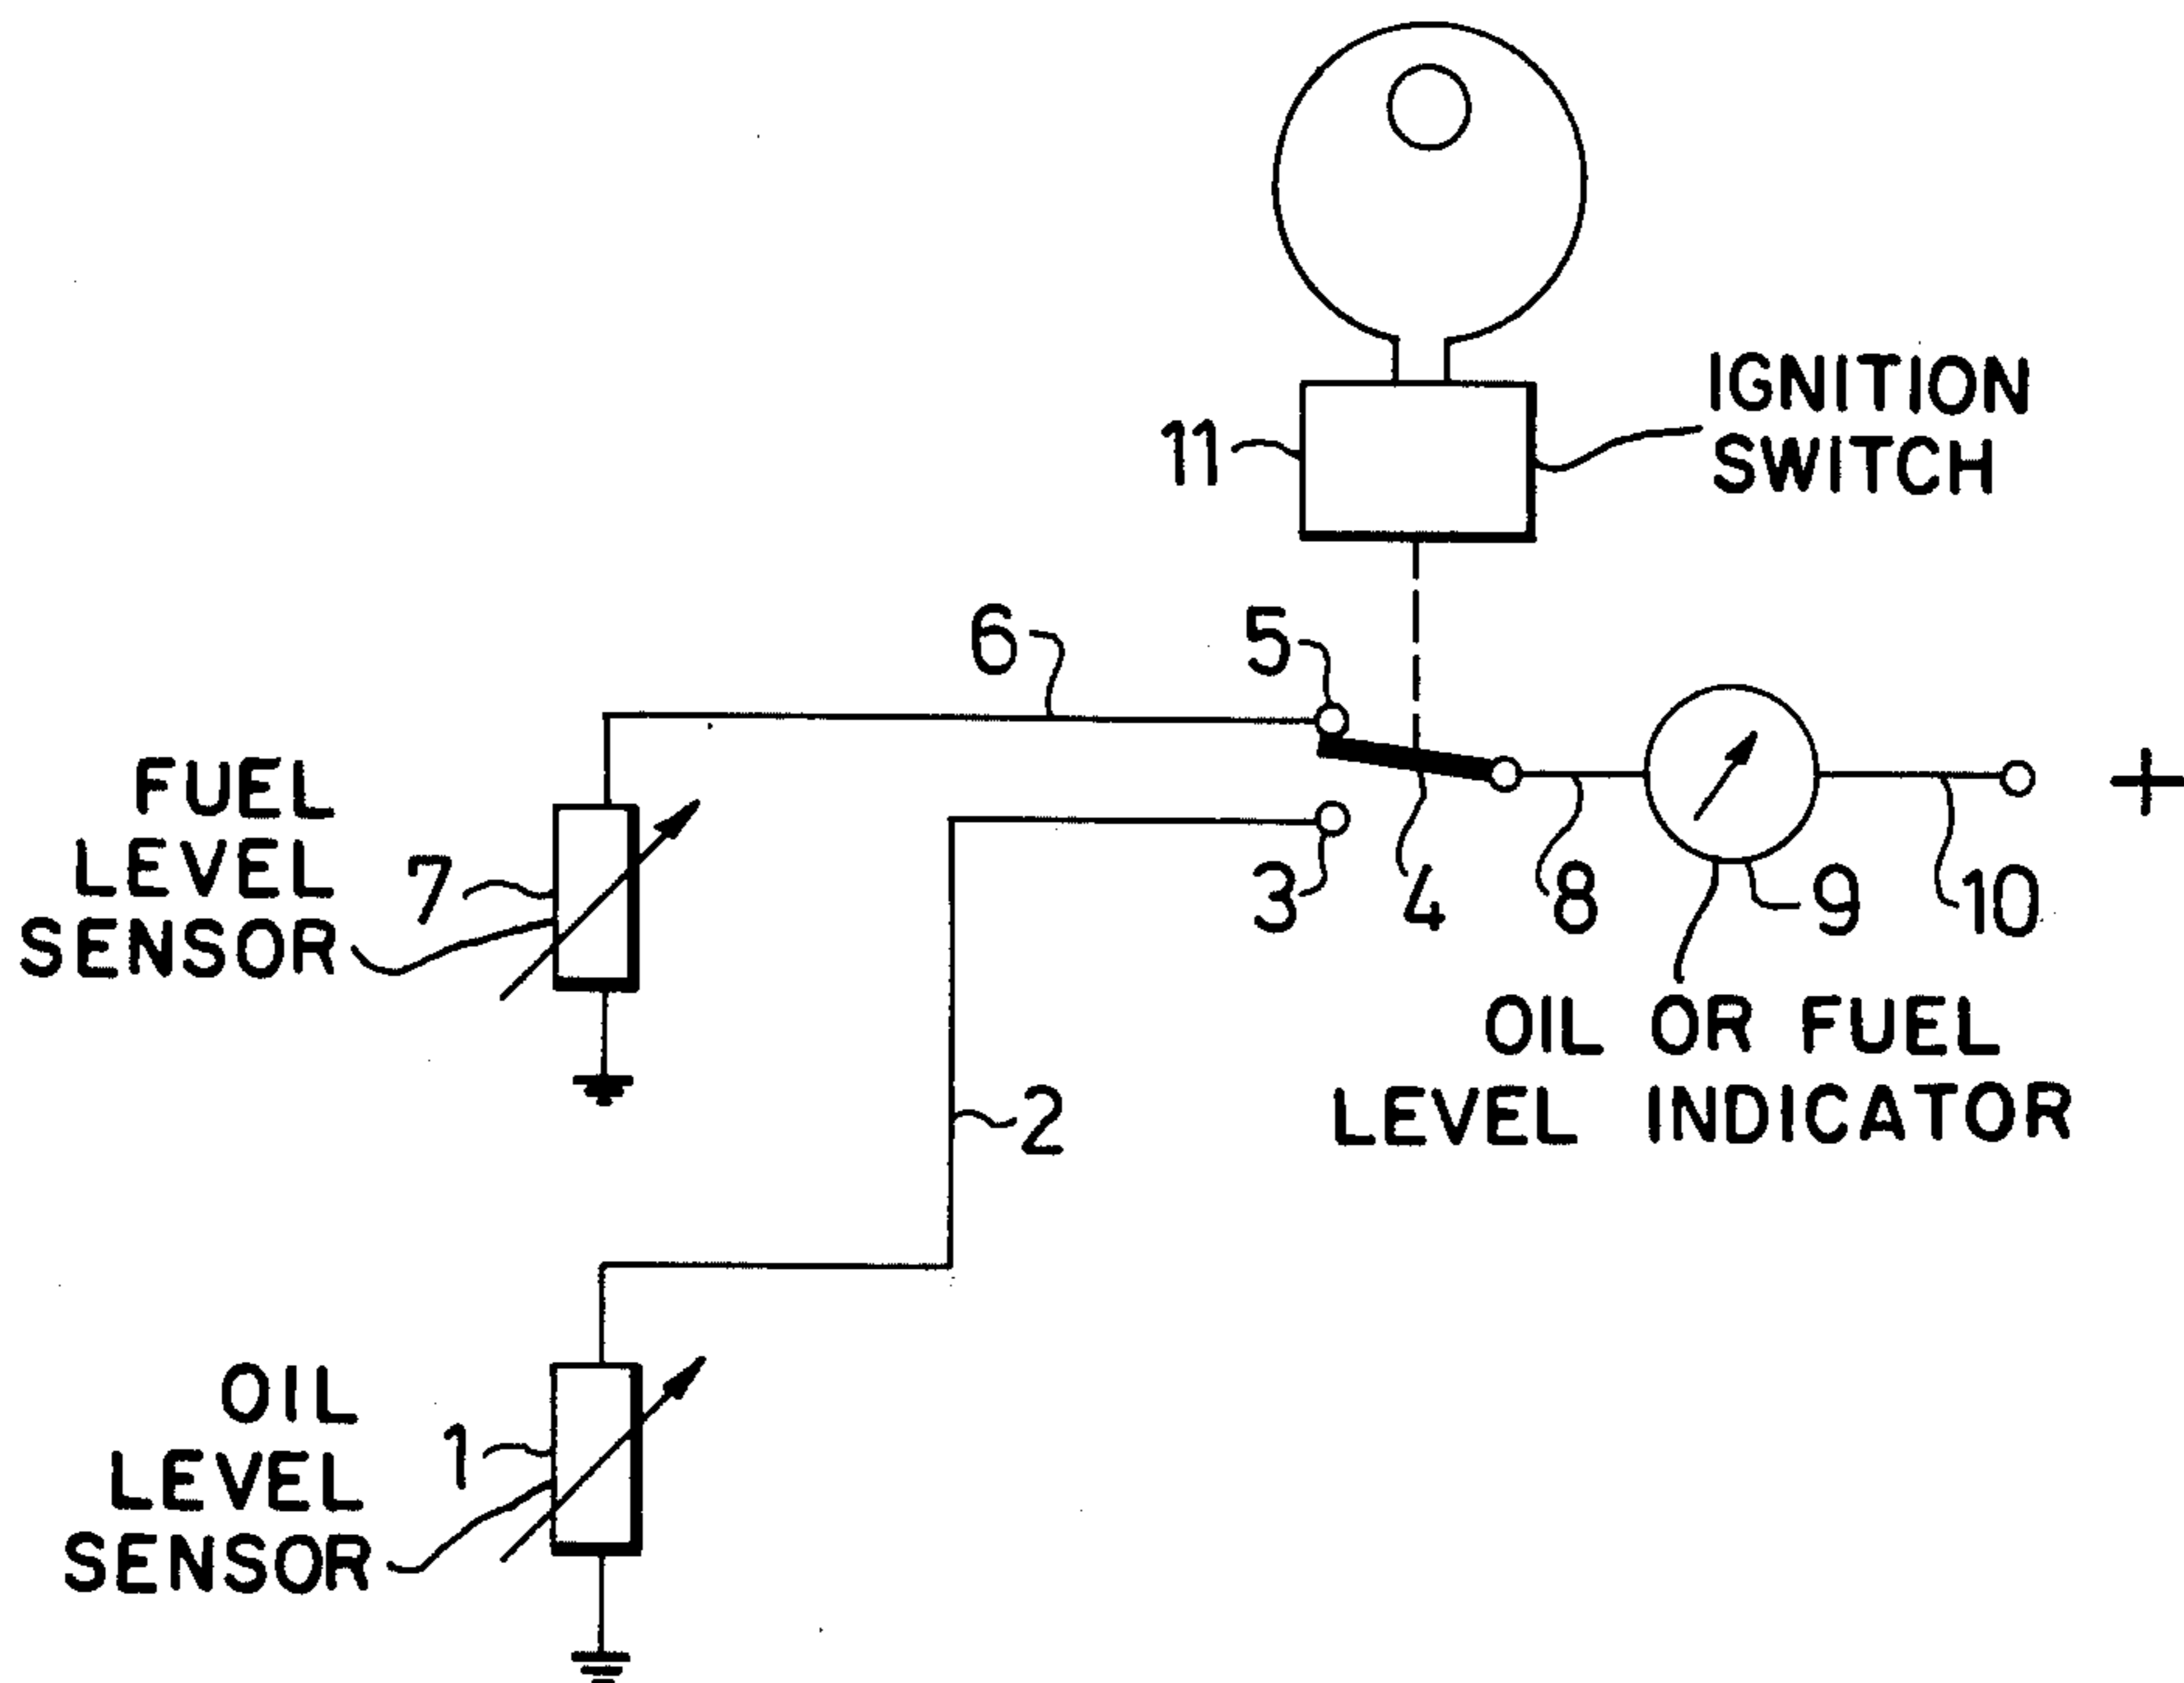 IGNITION
SWITCH
11
6
5
FUEL
LEVEL
SENSOR
7
3
4
8
9
10
+
OIL OR FUEL
LEVEL INDICATOR
2
OIL
LEVEL
SENSOR
1